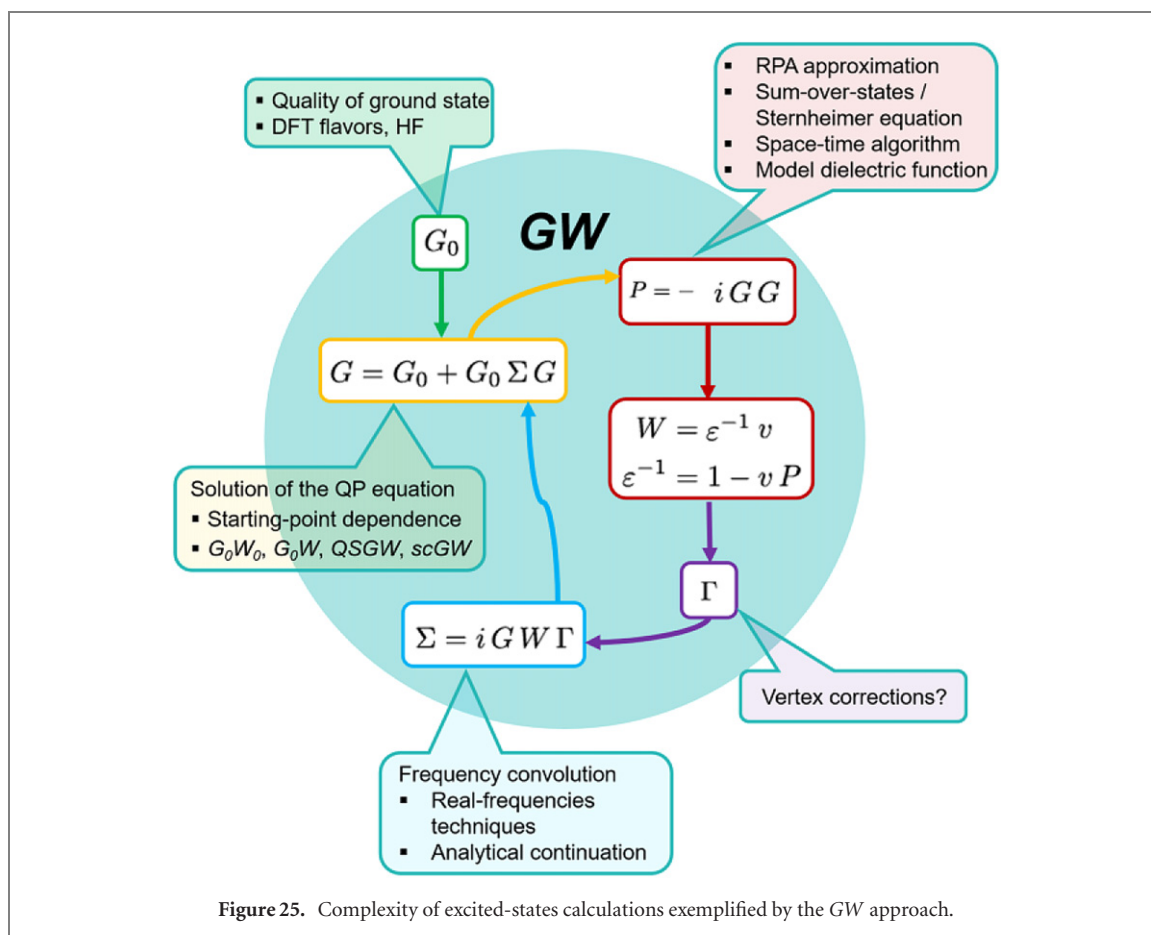 ▪ RPA approximation
▪ Sum-over-states /
Sternheimer equation
▪ Space-time algorithm
▪ Model dielectric function
▪ Quality of ground state
▪ DFT flavors, HF
GW
G₀
P = − i G G
G = G₀ + G₀ Σ G
W = ε⁻¹ v
ε⁻¹ = 1 − v P
Solution of the QP equation
▪ Starting-point dependence
▪ G₀W₀, G₀W, QSGW, scGW
Γ
Σ = i G W Γ
Vertex corrections?
Frequency convolution
▪ Real-frequencies
techniques
▪ Analytical continuation
Figure 25. Complexity of excited-states calculations exemplified by the GW approach.